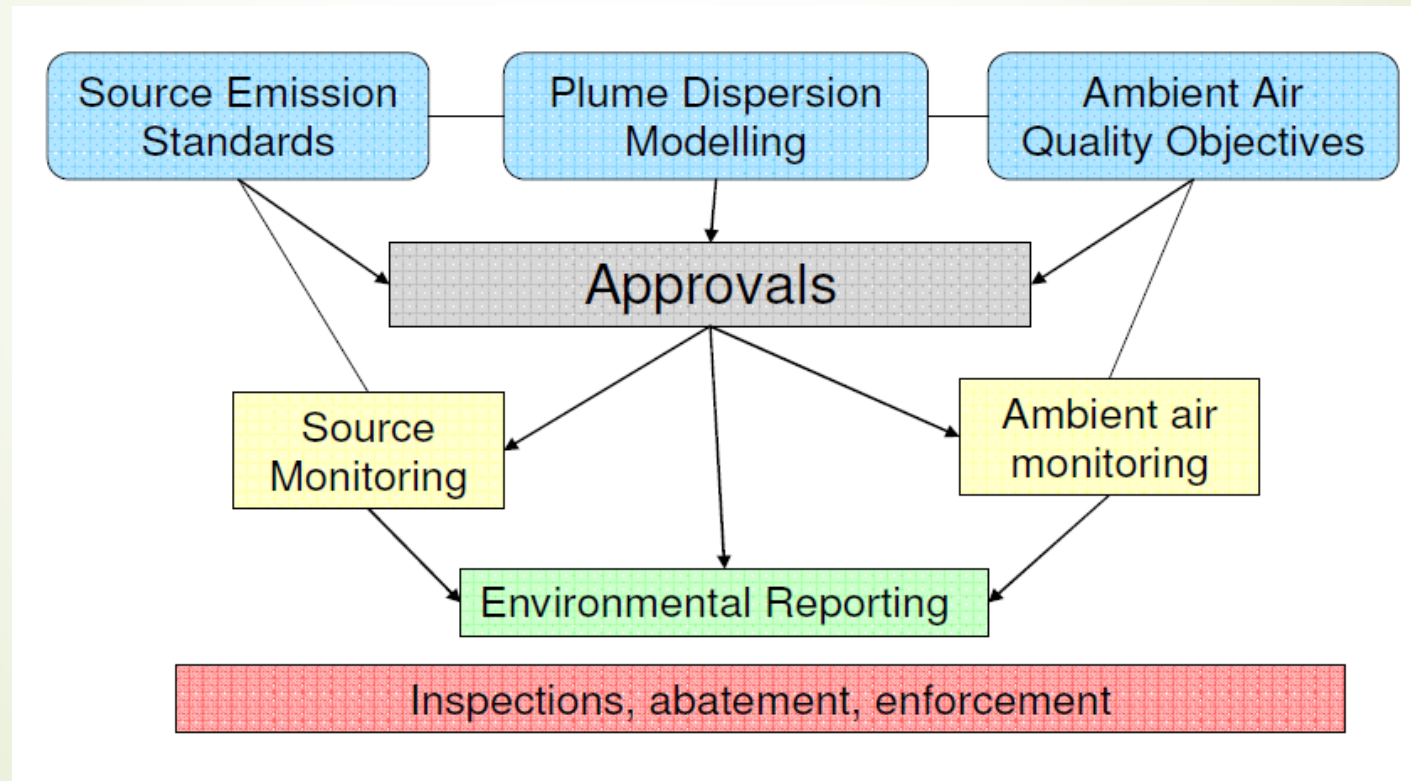 Source Emission
Standards
Plume Dispersion
Modelling
Ambient Air
Quality Objectives
Approvals
Source
Monitoring
Ambient air
monitoring
Environmental Reporting
Inspections, abatement, enforcement